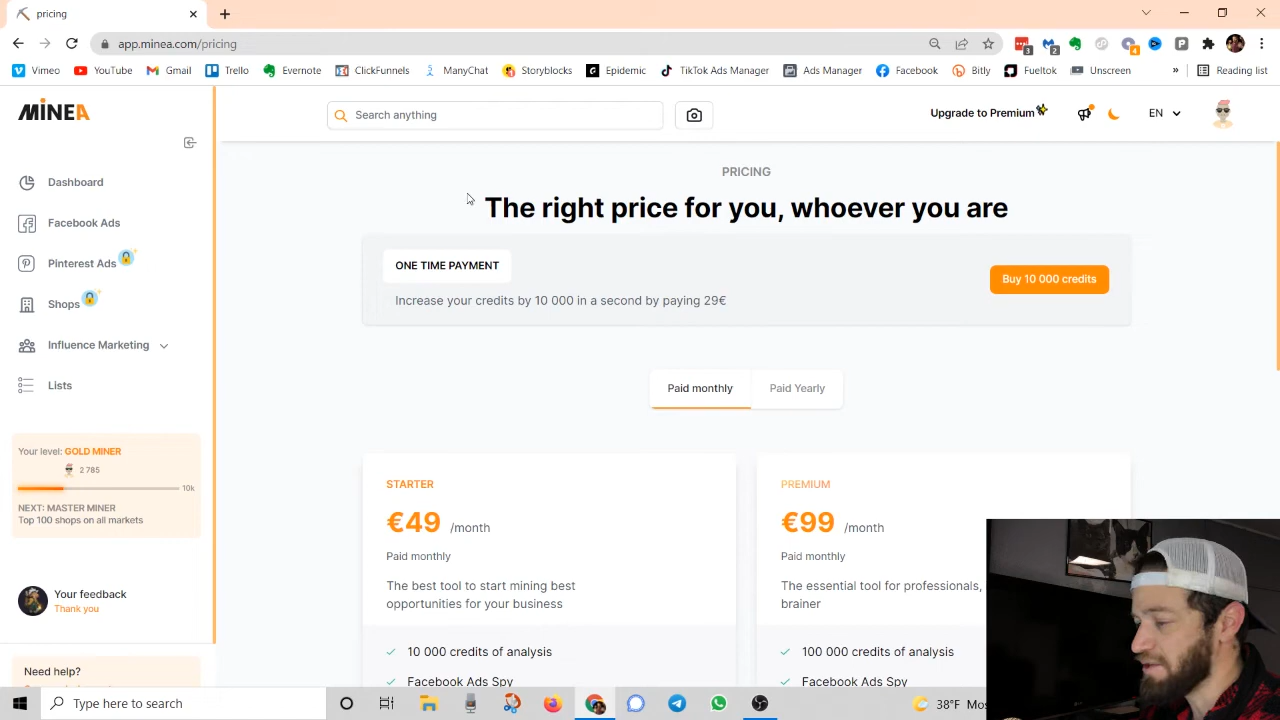 pricing
app.minea.com/pricing
3
2
4
Vimeo
YouTube
Gmail
Trello
Evernote
ClickFunnels
ManyChat
Storyblocks
Epidemic
TikTok Ads Manager
Ads Manager
Facebook
Bitly
Fueltok
Unscreen
»
Reading list
MINEA
Search anything
Upgrade to Premium
EN
Dashboard
Facebook Ads
Pinterest Ads
Shops
Influence Marketing
Lists
Your level: GOLD MINER
2 785
10k
NEXT: MASTER MINER
Top 100 shops on all markets
Your feedback
Thank you
Need help?
PRICING
The right price for you, whoever you are
ONE TIME PAYMENT
Increase your credits by 10 000 in a second by paying 29€
Buy 10 000 credits
Paid monthly
Paid Yearly
STARTER
€49 /month
Paid monthly
The best tool to start mining best
opportunities for your business
10 000 credits of analysis
Facebook Ads Spy
PREMIUM
€99 /month
Paid monthly
The essential tool for professionals,
brainer
100 000 credits of analysis
Facebook Ads Spy
Type here to search
38°F